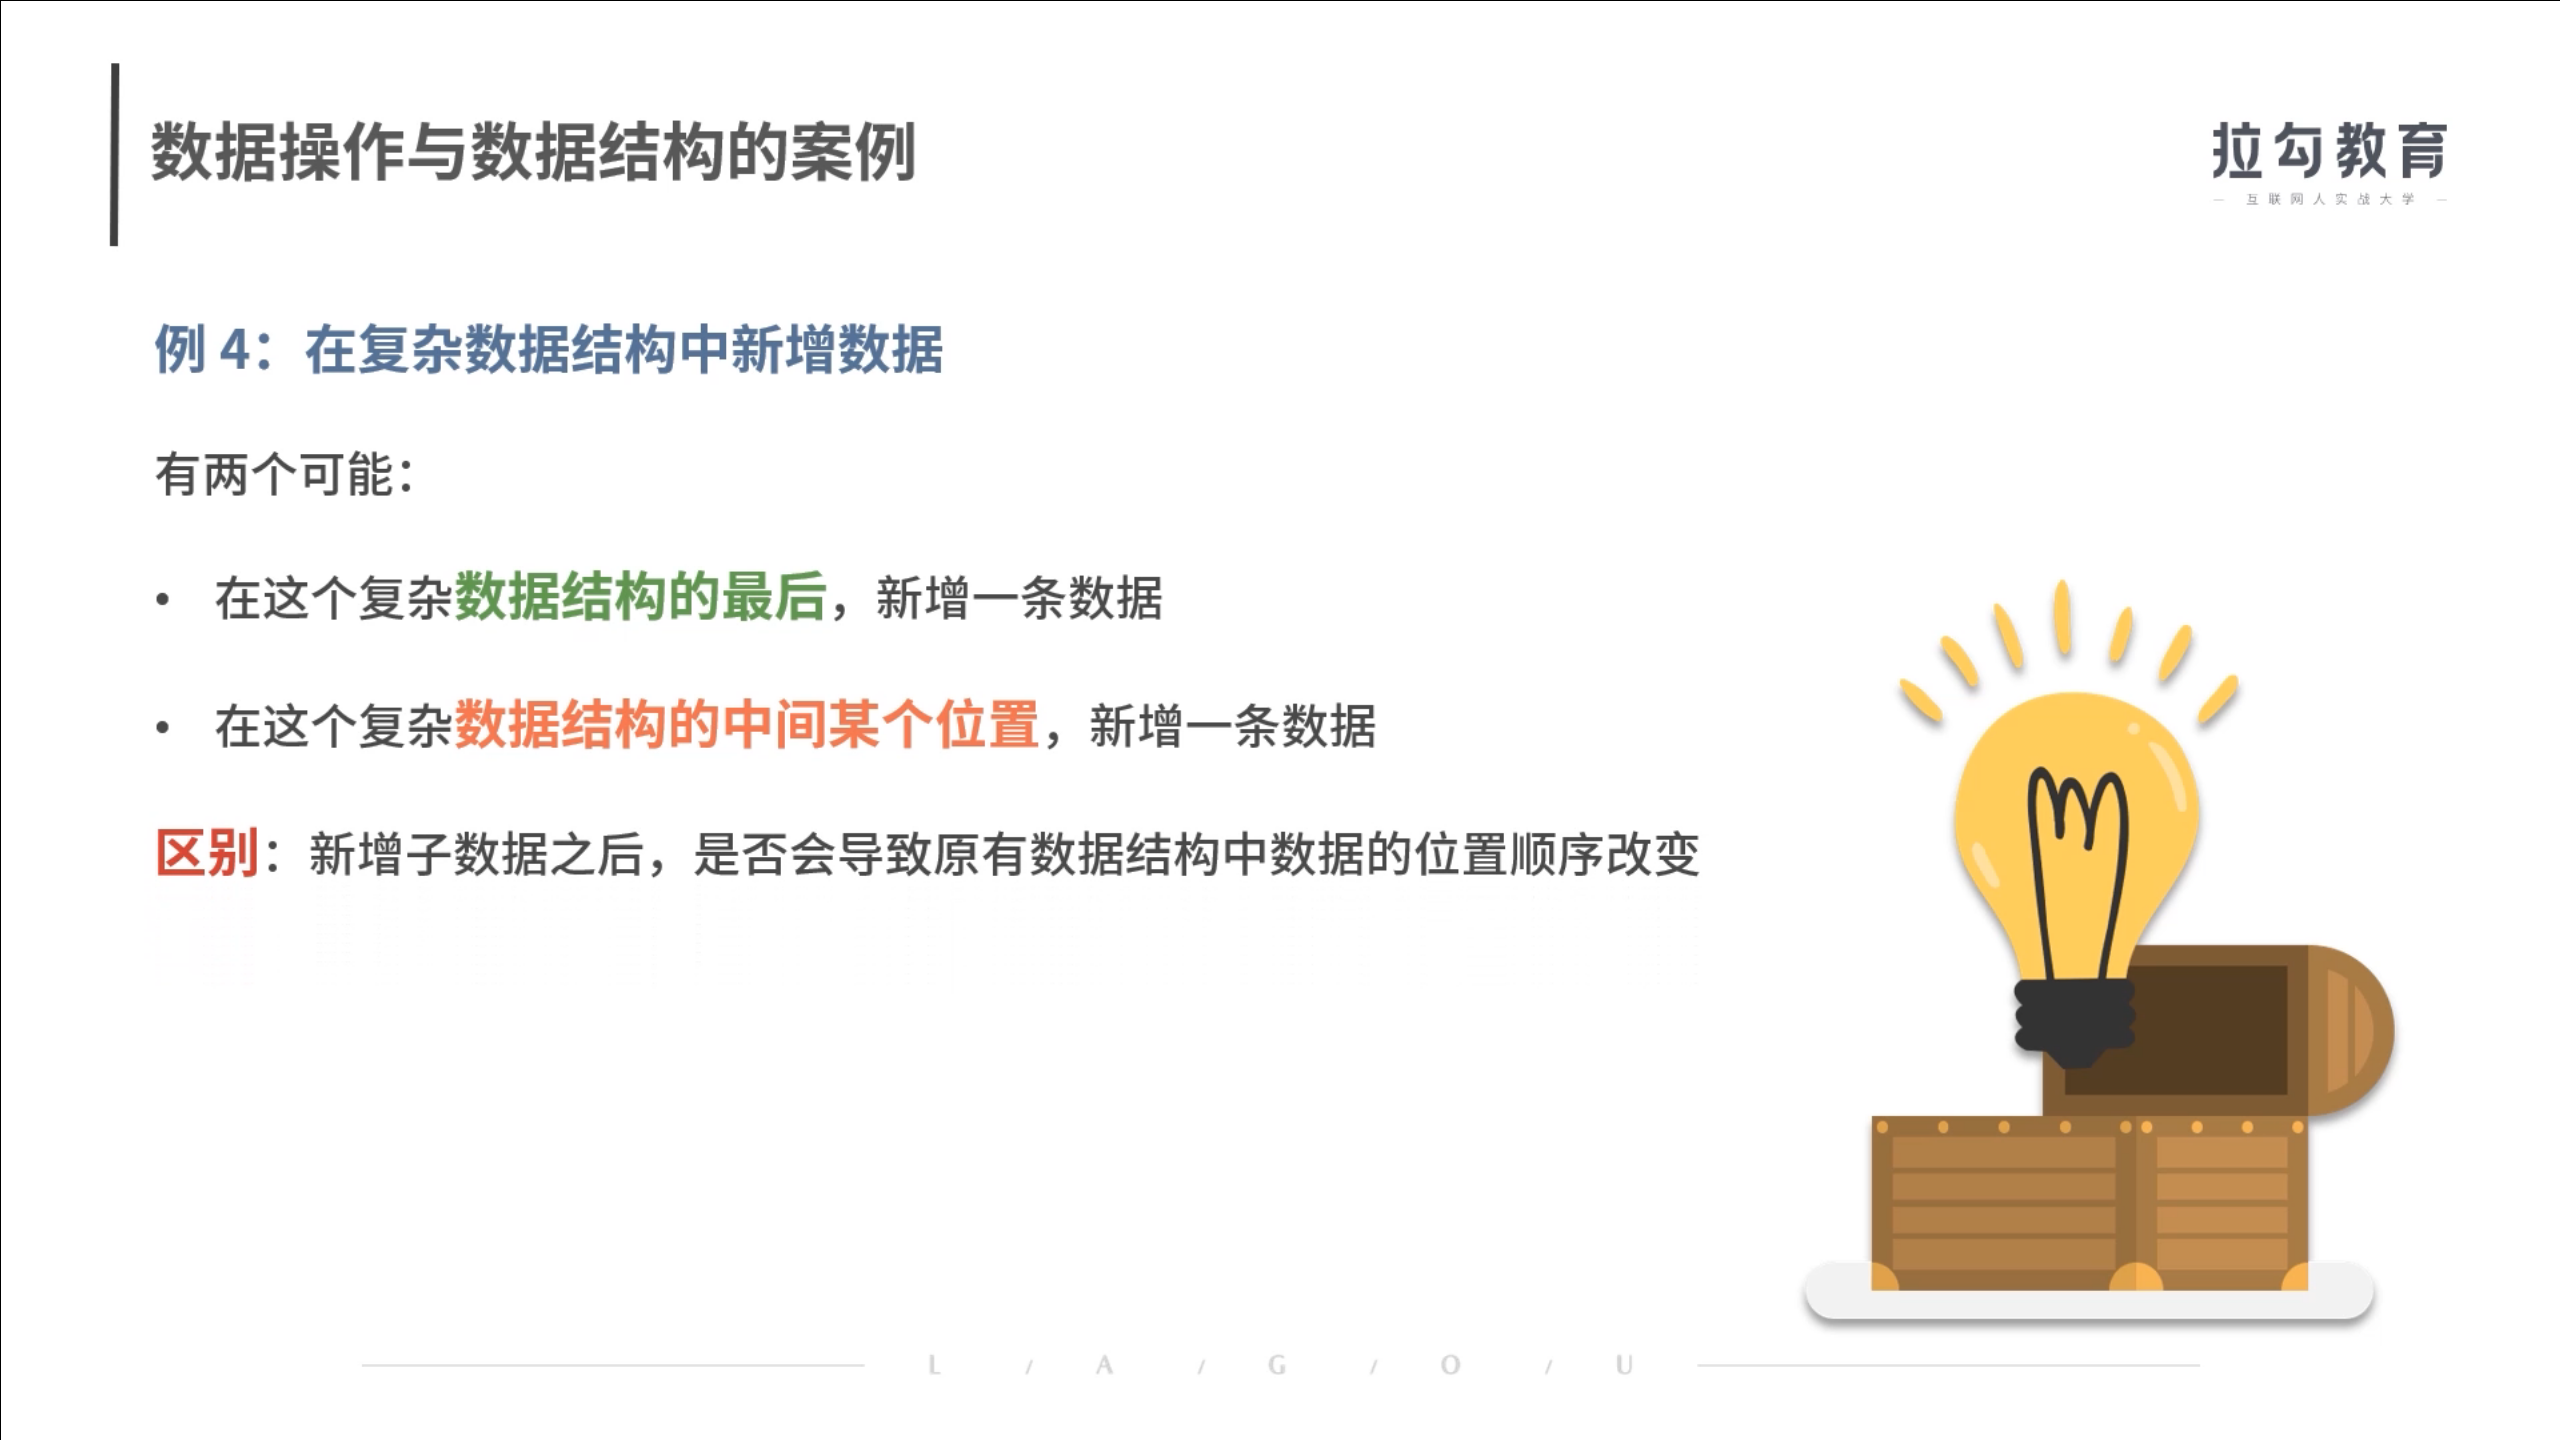 数据操作与数据结构的案例
拉勾教育
— 互联网人实战大学 —
例 4：在复杂数据结构中新增数据
有两个可能：
• 在这个复杂数据结构的最后，新增一条数据
• 在这个复杂数据结构的中间某个位置，新增一条数据
区别：新增子数据之后，是否会导致原有数据结构中数据的位置顺序改变
L / A / G / O / U